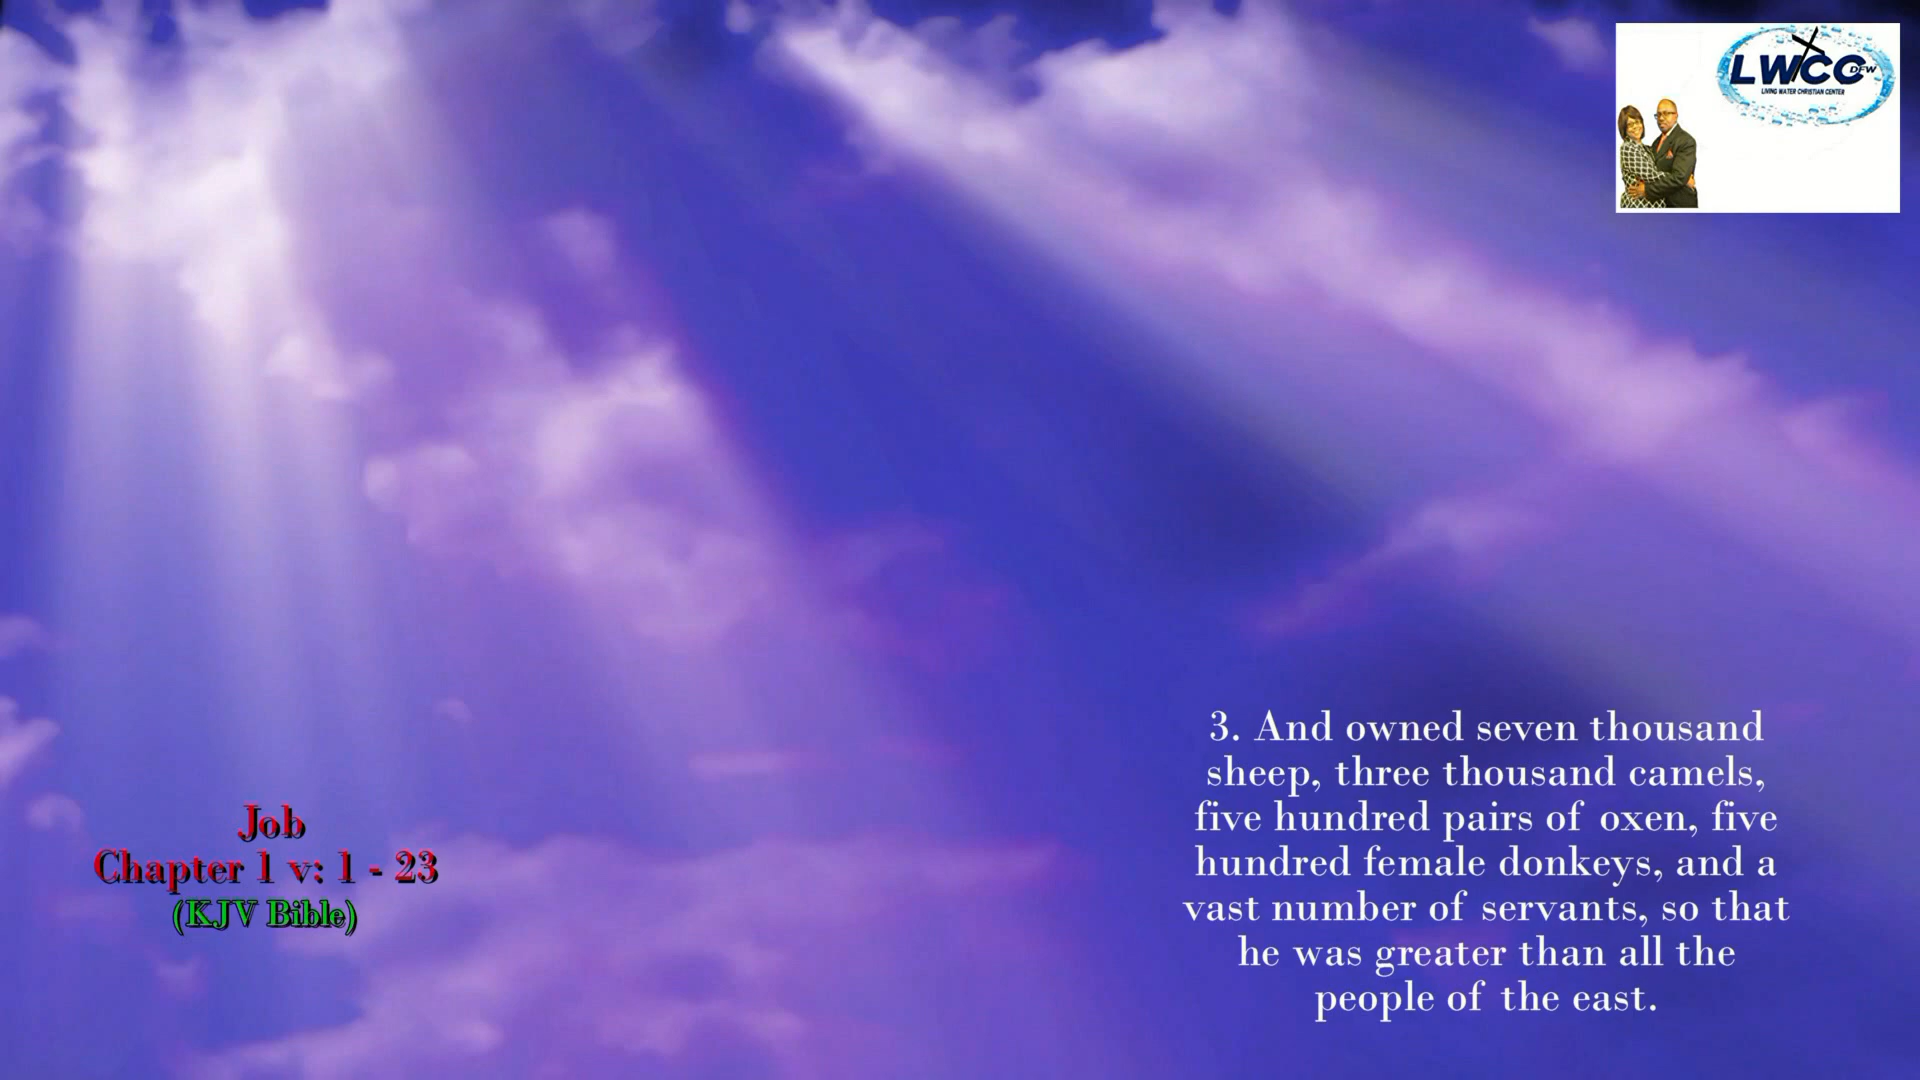 LWCC DFW
LIVING WATER CHRISTIAN CENTER
3. And owned seven thousand
sheep, three thousand camels,
five hundred pairs of oxen, five
hundred female donkeys, and a
vast number of servants, so that
he was greater than all the
people of the east.
Job
Chapter 1 v: 1 - 23
(KJV Bible)